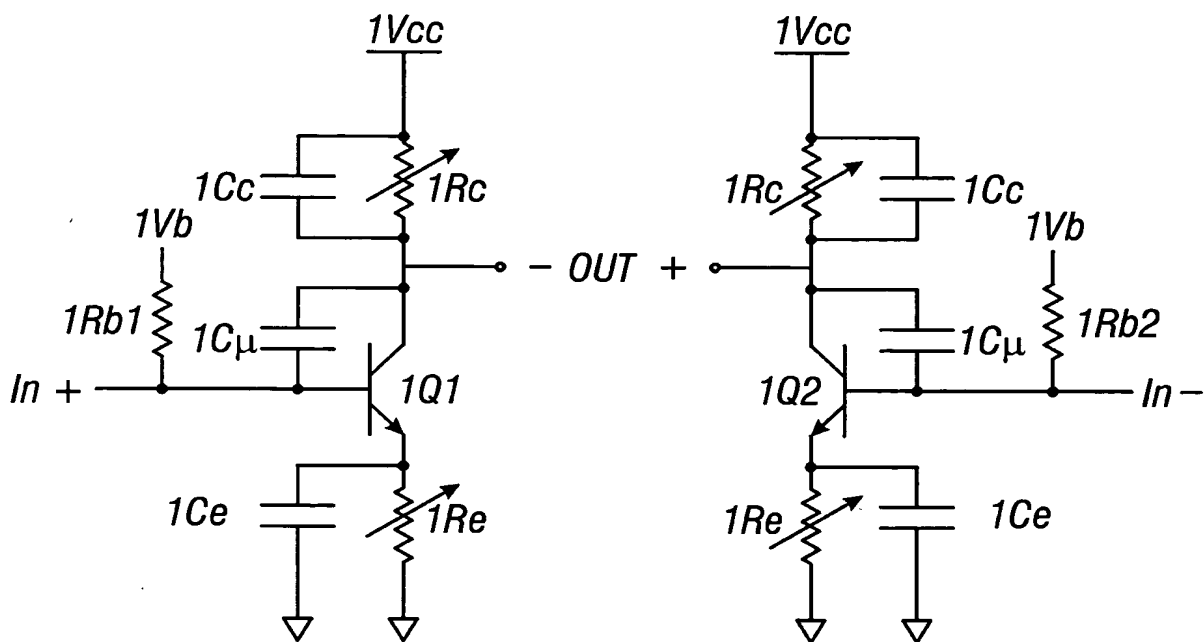 1Vcc 1Vcc
1Cc 1Rc 1Rc 1Cc
1Vb 1Vb
- OUT +
1Rb1 1Cμ 1Cμ 1Rb2
In + 1Q1 1Q2 In -
1Ce 1Re 1Re 1Ce